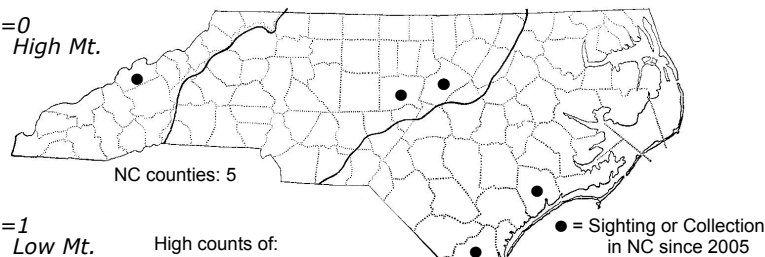 =0
High Mt.
NC counties: 5
=1
Low Mt.
High counts of:
● = Sighting or Collection
in NC since 2005